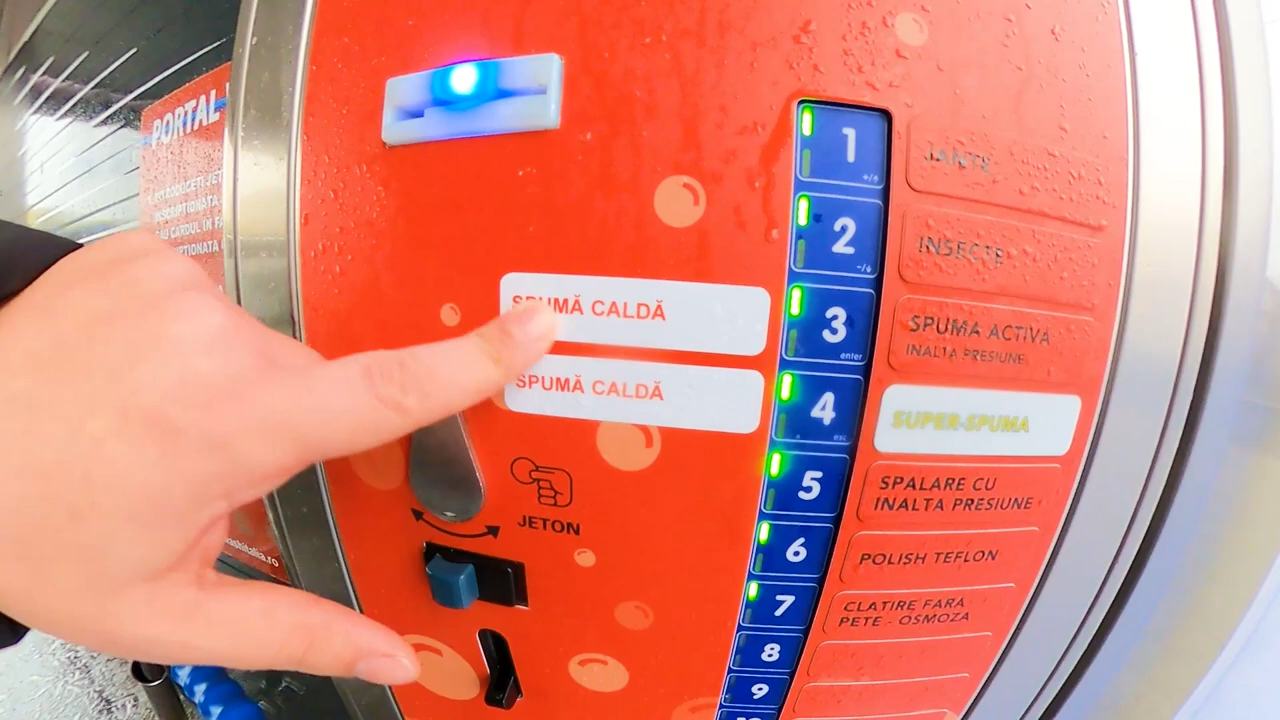 PORTAL
SPUMĂ CALDĂ
SPUMĂ CALDĂ
JETON
1
+/↑
2
-/↓
3
enter
4
esc
5
6
7
8
9
10
JANTE
INSECTE
SPUMA ACTIVA
INALTA PRESIUNE
SUPER-SPUMA
SPALARE CU
INALTA PRESIUNE
POLISH TEFLON
CLATIRE FARA
PETE - OSMOZA